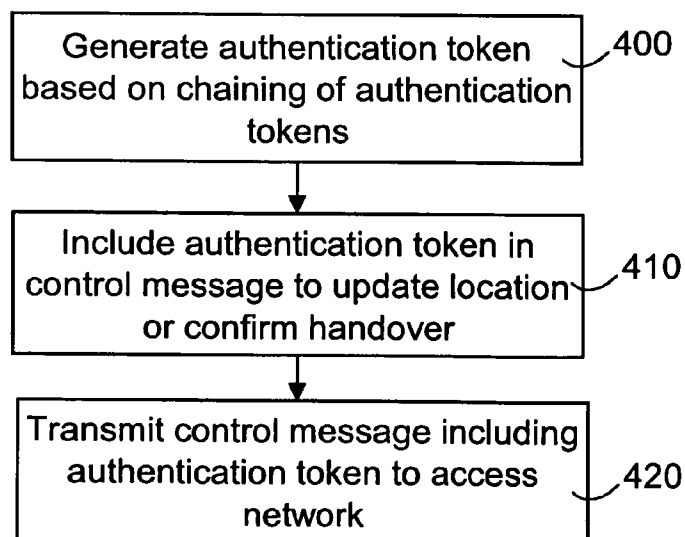 Generate authentication token
based on chaining of authentication
tokens
400
Include authentication token in
control message to update location
or confirm handover
410
Transmit control message including
authentication token to access
network
420